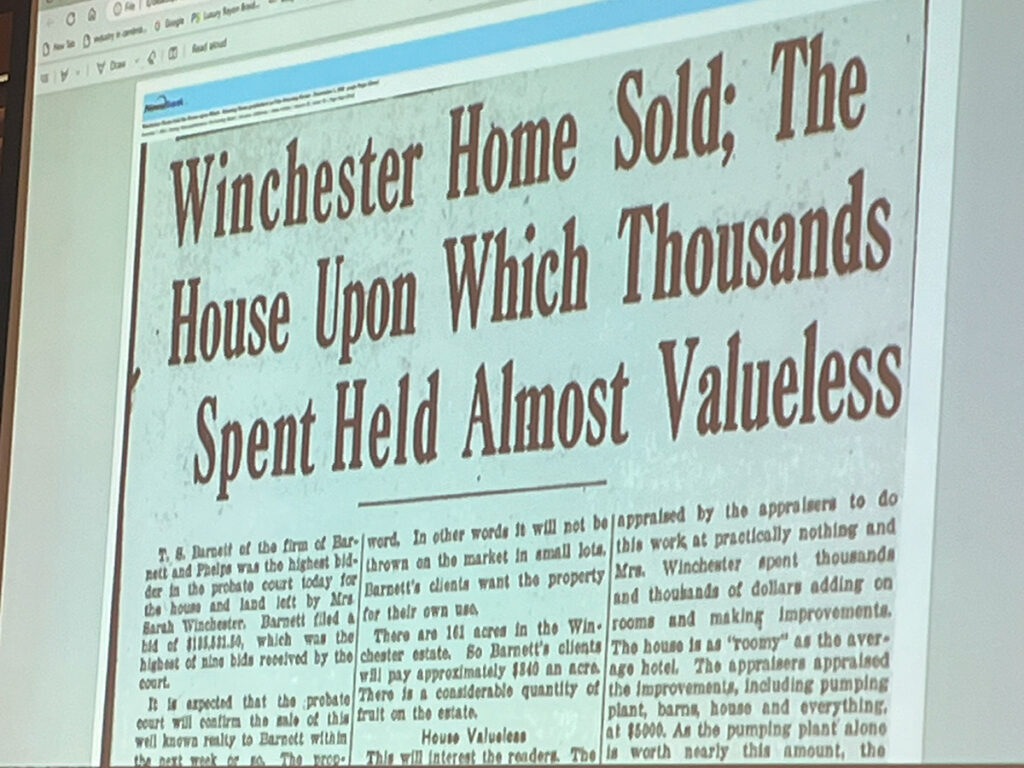 File
New Tab
Google
Luxury Rayon
Draw
Read aloud
NewsBank
Winchester Home Sold; The
House Upon Which Thousands
Spent Held Almost Valueless
T. S. Barnett of the firm of Bar-
nett and Phelps was the highest bid-
der in the probate court today for
the house and land left by Mrs.
Sarah Winchester. Barnett filed a
bid of which was the
highest of nine bids received by the
court.
It is expected that the probate
court will confirm the sale of this
well known realty to Barnett within
the next week or so. The prop-
word. In other words it will not be
thrown on the market in small lots.
Barnett's clients want the property
for their own use.
There are 161 acres in the Win-
chester estate. So Barnett's clients
will pay approximately $840 an acre.
There is a considerable quantity of
fruit on the estate.
House Valueless
This will interest the readers. The
appraised by the appraisers to do
this work at practically nothing and
Mrs. Winchester spent thousands
and thousands of dollars adding on
rooms and making improvements.
The house is as "roomy" as the aver-
age hotel. The appraisers appraised
the improvements, including pumping
plant, barns, house and everything,
at $5000. As the pumping plant alone
is worth nearly this amount, the